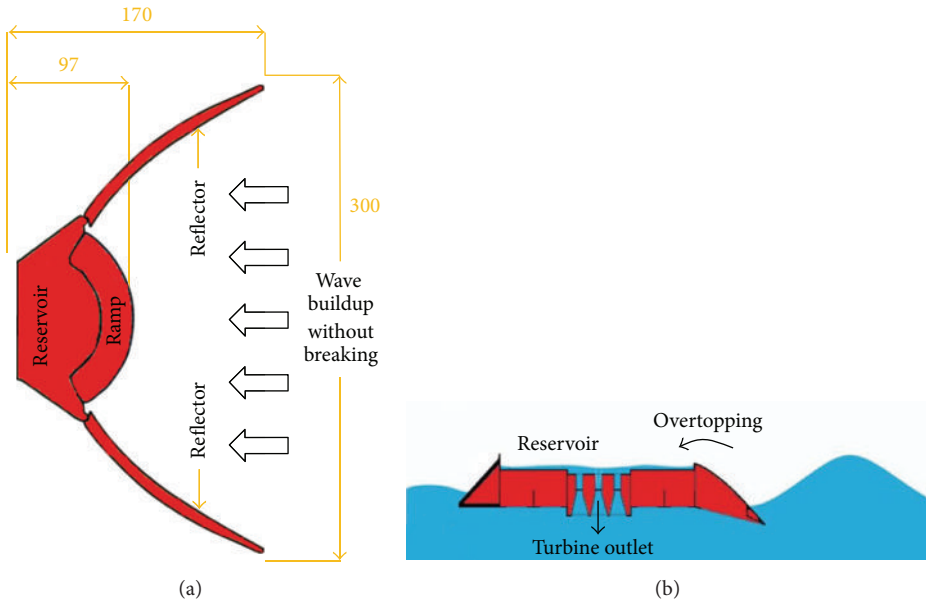 170
97
Reflector
300
Wave
buildup
without
breaking
Reservoir
Ramp
Reflector
(a)
Overtopping
Reservoir
Turbine outlet
(b)